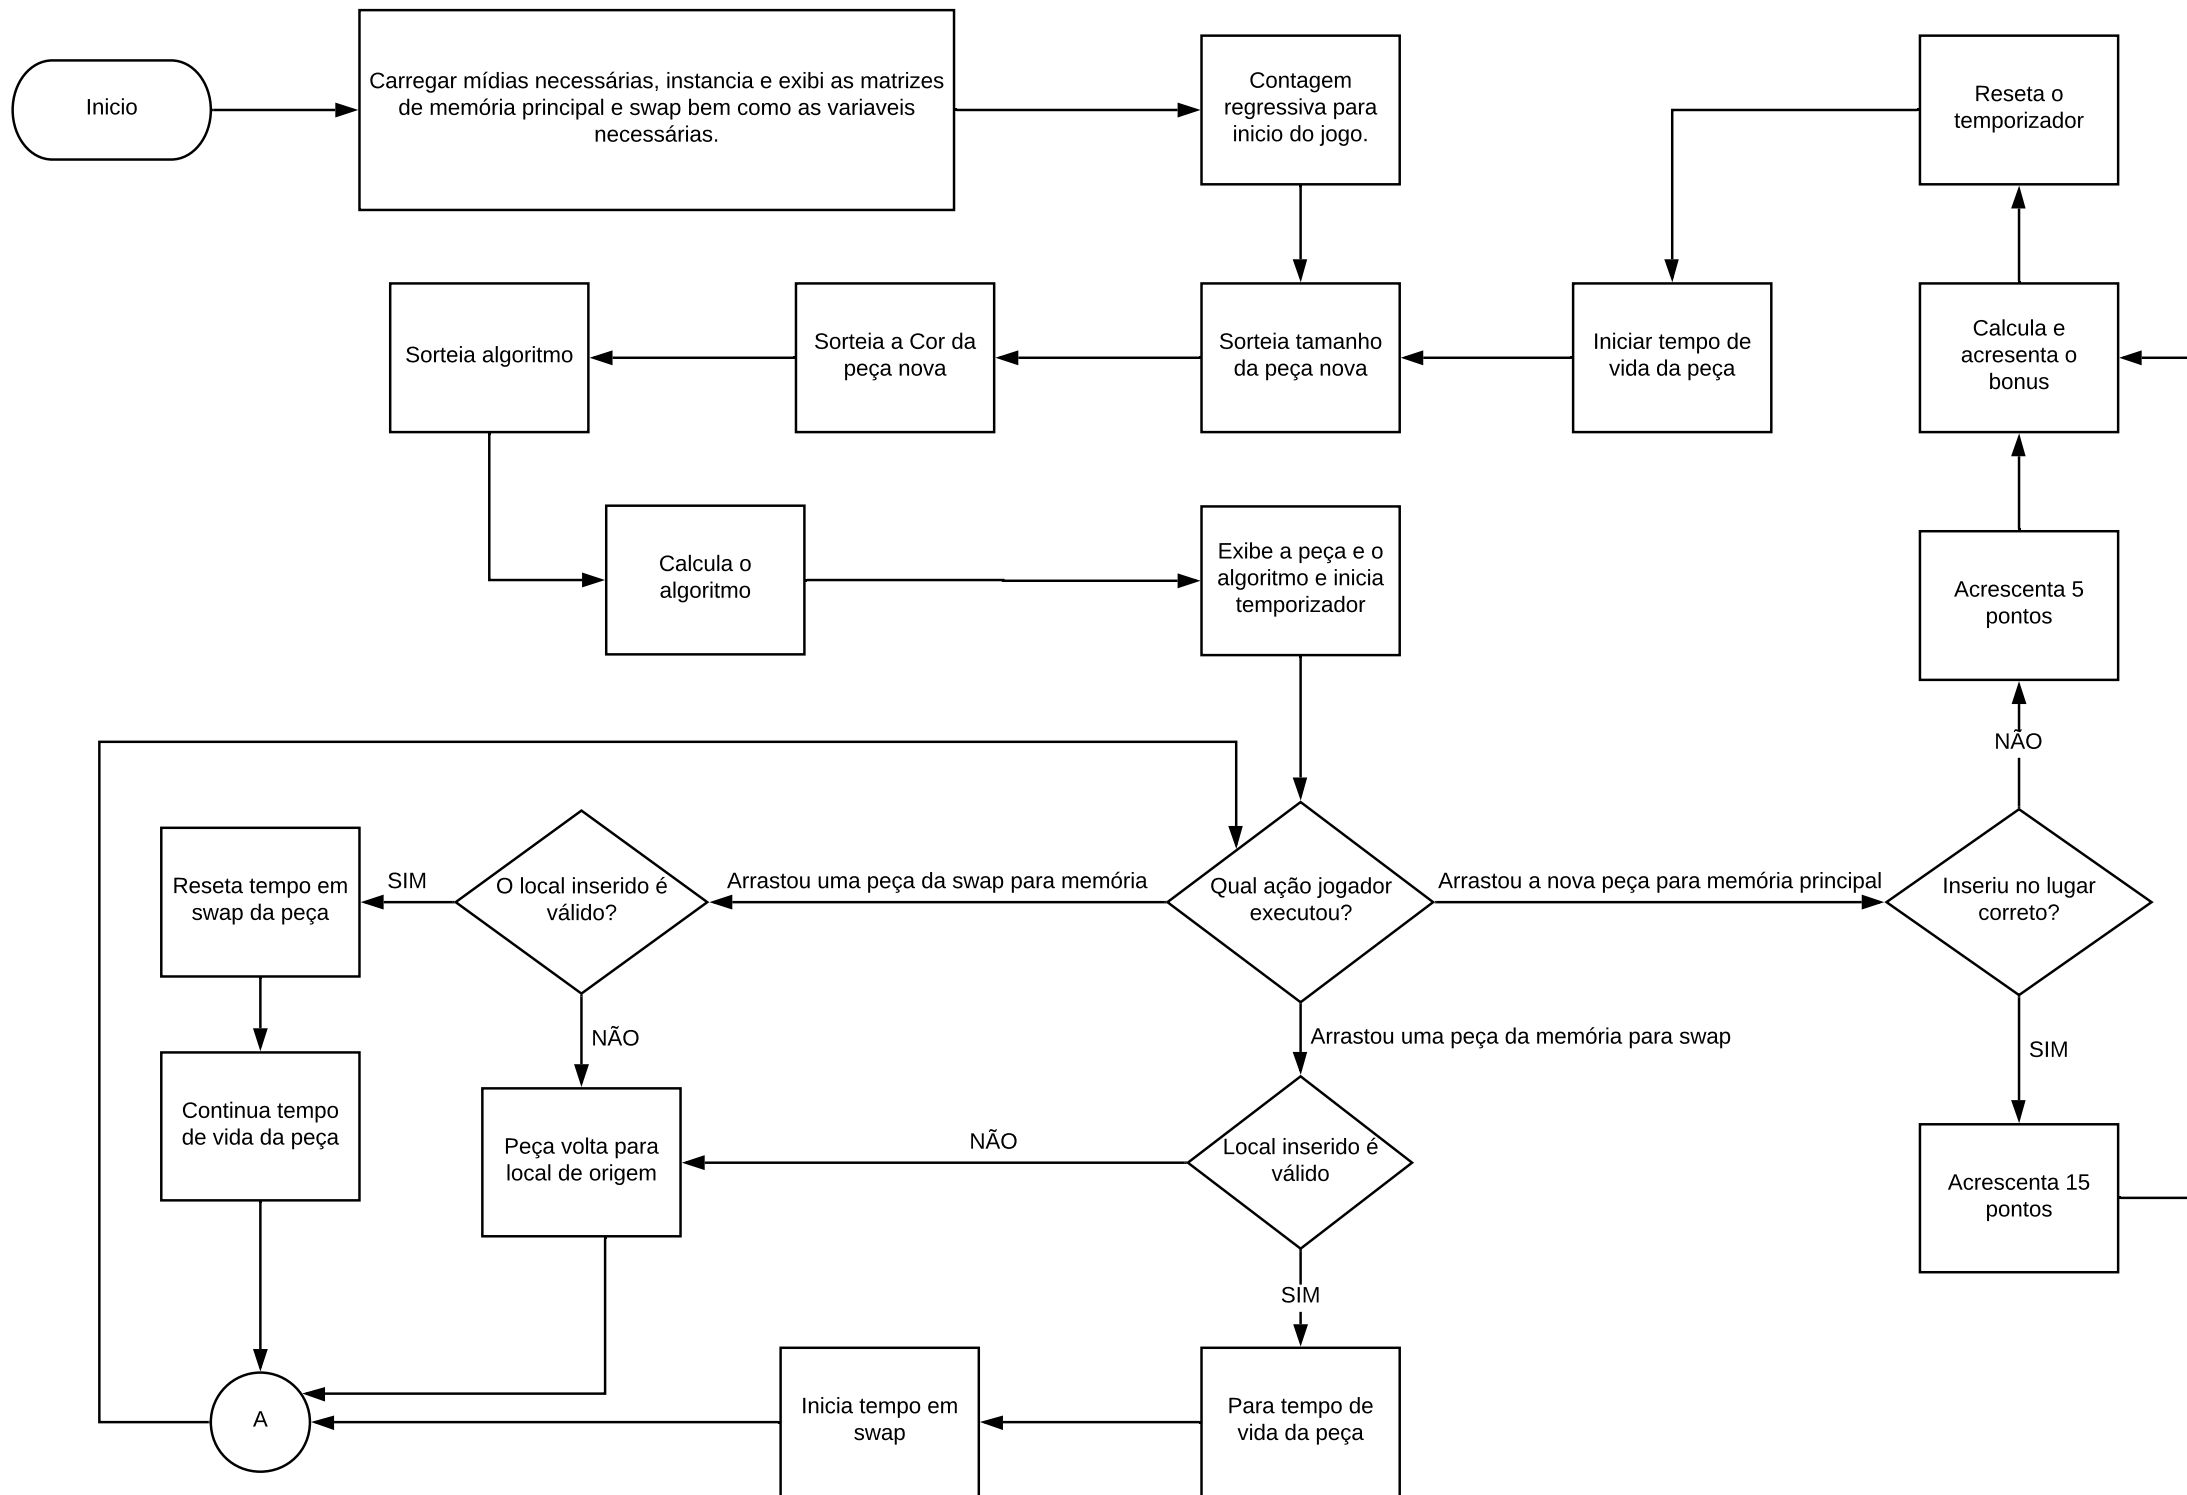 Inicio
Carregar mídias necessárias, instancia e exibi as matrizes
de memória principal e swap bem como as variaveis
necessárias.
Contagem
regressiva para
inicio do jogo.
Reseta o
temporizador
Sorteia algoritmo
Sorteia a Cor da
peça nova
Sorteia tamanho
da peça nova
Iniciar tempo de
vida da peça
Calcula e
acresenta o
bonus
Calcula o
algoritmo
Exibe a peça e o
algoritmo e inicia
temporizador
Acrescenta 5
pontos
NÃO
Reseta tempo em
swap da peça
SIM
O local inserido é
válido?
Arrastou uma peça da swap para memória
Qual ação jogador
executou?
Arrastou a nova peça para memória principal
Inseriu no lugar
correto?
NÃO
Arrastou uma peça da memória para swap
SIM
Continua tempo
de vida da peça
Peça volta para
local de origem
NÃO
Local inserido é
válido
Acrescenta 15
pontos
SIM
A
Inicia tempo em
swap
Para tempo de
vida da peça